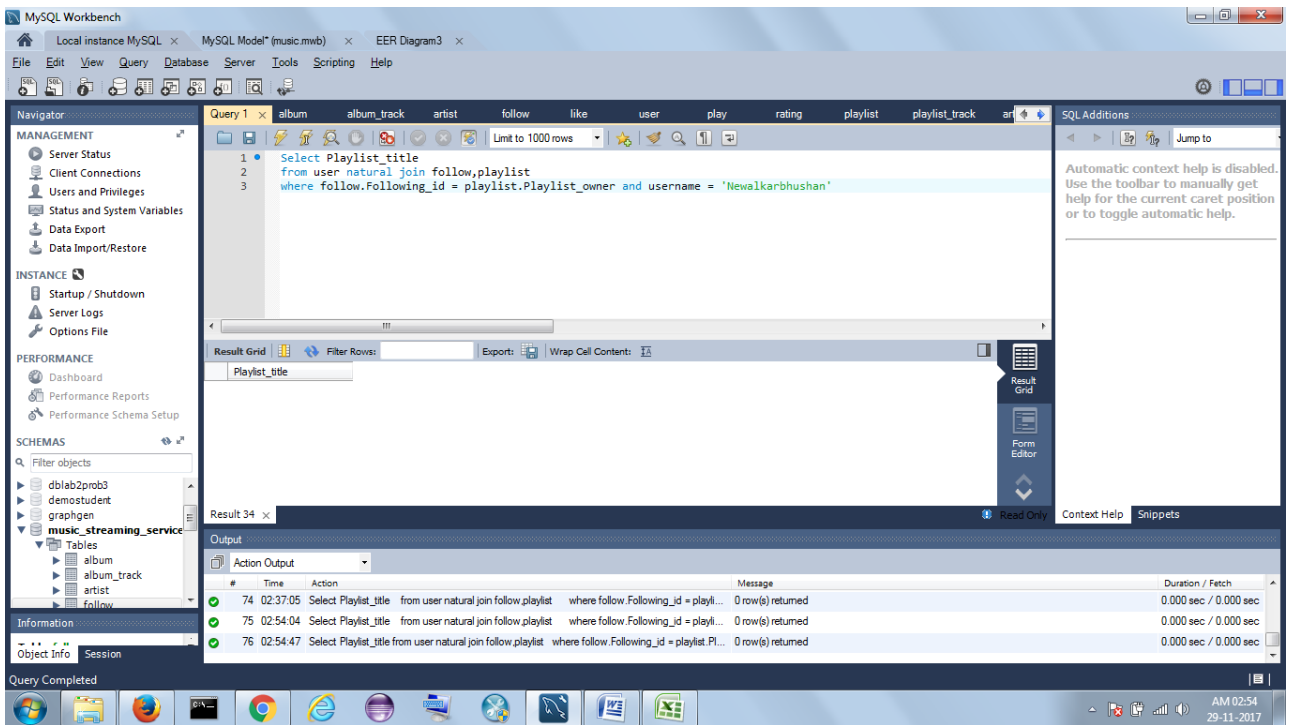 MySQL Workbench
Local instance MySQL × MySQL Model* (music.mwb) × EER Diagram3 ×
File Edit View Query Database Server Tools Scripting Help
Navigator
MANAGEMENT
Server Status
Client Connections
Users and Privileges
Status and System Variables
Data Export
Data Import/Restore
INSTANCE
Startup / Shutdown
Server Logs
Options File
PERFORMANCE
Dashboard
Performance Reports
Performance Schema Setup
SCHEMAS
Filter objects
dblab2prob3
demostudent
graphgen
music_streaming_service
Tables
album
album_track
artist
follow
Information
Object Info Session
Query 1 × album album_track artist follow like user play rating playlist playlist_track
Limit to 1000 rows
1 Select Playlist_title
2 from user natural join follow,playlist
3 where follow.Following_id = playlist.Playlist_owner and username = 'Newalkarbhushan'
Result Grid Filter Rows: Export: Wrap Cell Content:
Playlist_title
Result Grid
Form Editor
Result 34 × Read Only
SQL Additions
Jump to
Automatic context help is disabled.
Use the toolbar to manually get
help for the current caret position
or to toggle automatic help.
Context Help Snippets
Output
Action Output
# Time Action Message Duration / Fetch
74 02:37:05 Select Playlist_title from user natural join follow,playlist where follow.Following_id = playli... 0 row(s) returned 0.000 sec / 0.000 sec
75 02:54:04 Select Playlist_title from user natural join follow,playlist where follow.Following_id = playli... 0 row(s) returned 0.000 sec / 0.000 sec
76 02:54:47 Select Playlist_title from user natural join follow,playlist where follow.Following_id = playlist.Pl... 0 row(s) returned 0.000 sec / 0.000 sec
Query Completed
AM 02:54
29-11-2017